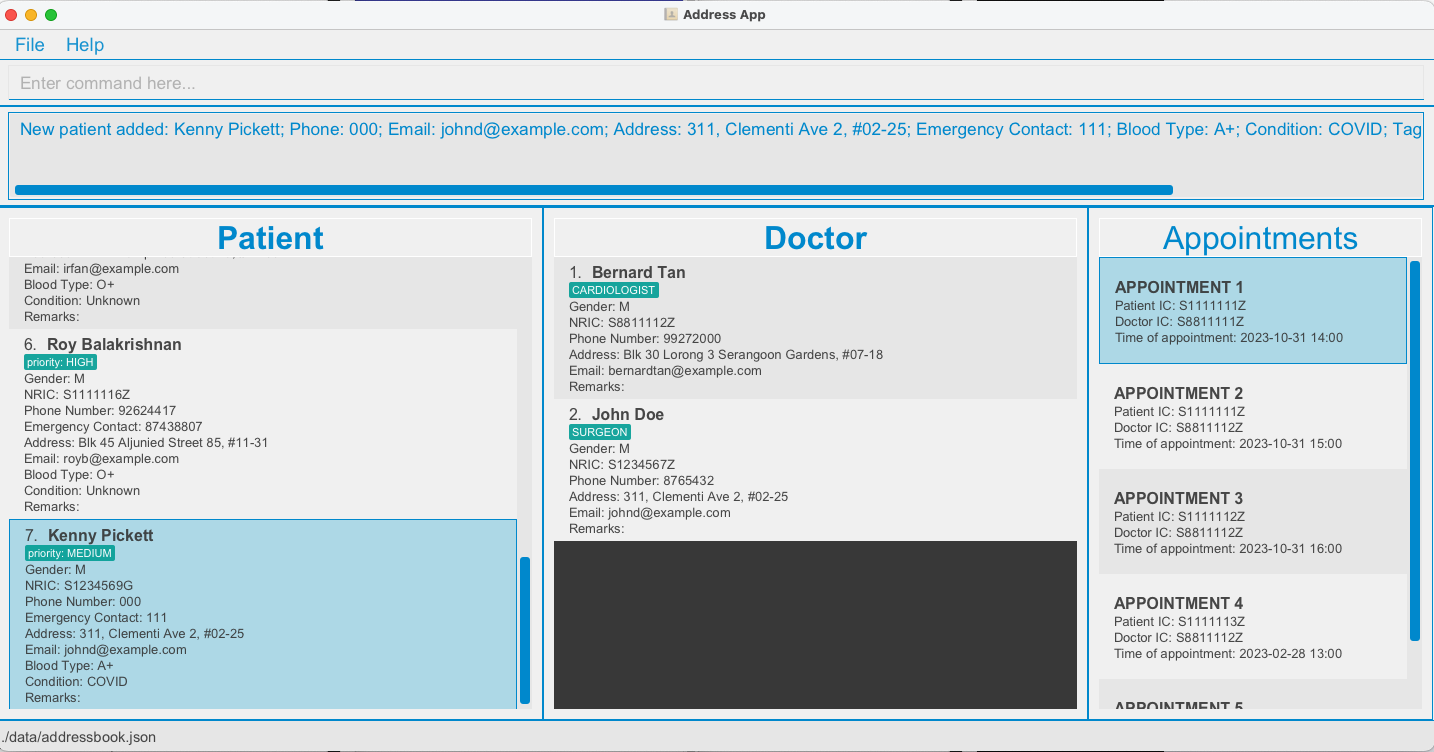 Address App
File Help
Enter command here...
New patient added: Kenny Pickett; Phone: 000; Email: johnd@example.com; Address: 311, Clementi Ave 2, #02-25; Emergency Contact: 111; Blood Type: A+; Condition: COVID; Tag
Patient
Email: irfan@example.com
Blood Type: O+
Condition: Unknown
Remarks:
6. Roy Balakrishnan
priority: HIGH
Gender: M
NRIC: S1111116Z
Phone Number: 92624417
Emergency Contact: 87438807
Address: Blk 45 Aljunied Street 85, #11-31
Email: royb@example.com
Blood Type: O+
Condition: Unknown
Remarks:
7. Kenny Pickett
priority: MEDIUM
Gender: M
NRIC: S1234569G
Phone Number: 000
Emergency Contact: 111
Address: 311, Clementi Ave 2, #02-25
Email: johnd@example.com
Blood Type: A+
Condition: COVID
Remarks:
Doctor
1. Bernard Tan
CARDIOLOGIST
Gender: M
NRIC: S8811112Z
Phone Number: 99272000
Address: Blk 30 Lorong 3 Serangoon Gardens, #07-18
Email: bernardtan@example.com
Remarks:
2. John Doe
SURGEON
Gender: M
NRIC: S1234567Z
Phone Number: 8765432
Address: 311, Clementi Ave 2, #02-25
Email: johnd@example.com
Remarks:
Appointments
APPOINTMENT 1
Patient IC: S1111111Z
Doctor IC: S8811111Z
Time of appointment: 2023-10-31 14:00
APPOINTMENT 2
Patient IC: S1111111Z
Doctor IC: S8811112Z
Time of appointment: 2023-10-31 15:00
APPOINTMENT 3
Patient IC: S1111112Z
Doctor IC: S8811112Z
Time of appointment: 2023-10-31 16:00
APPOINTMENT 4
Patient IC: S1111113Z
Doctor IC: S8811112Z
Time of appointment: 2023-02-28 13:00
APPOINTMENT 5
./data/addressbook.json